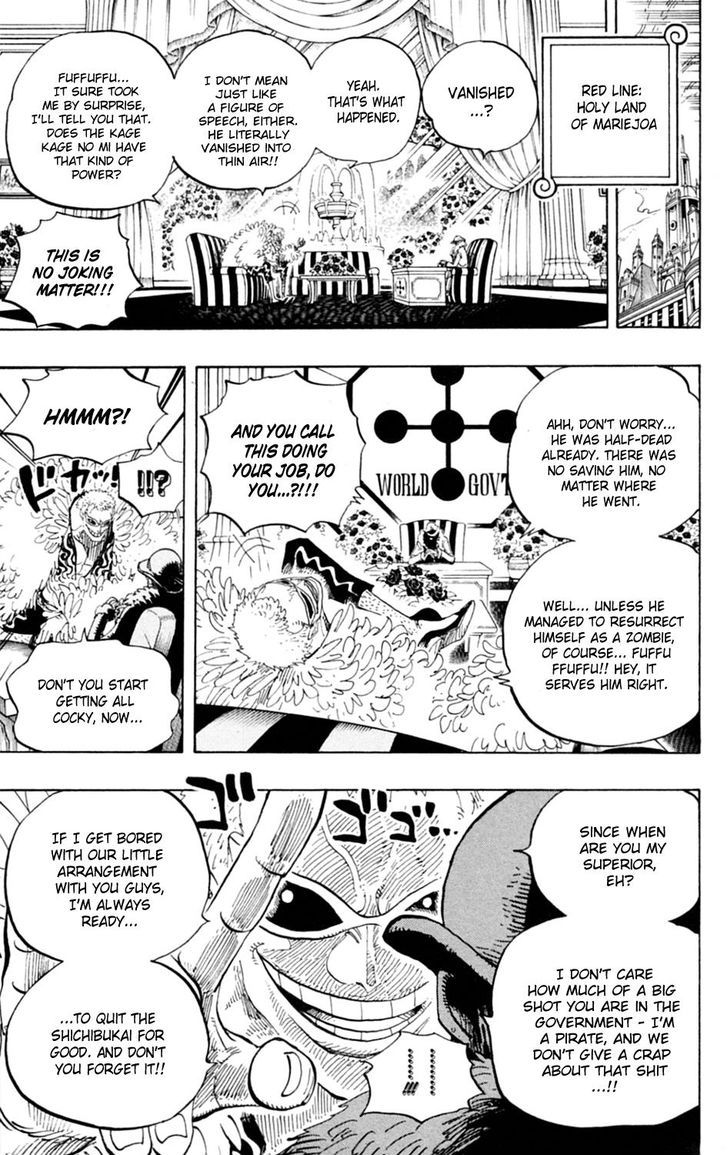 RED LINE:
HOLY LAND
OF MARIEJOA
VANISHED
...?
YEAH.
THAT'S WHAT
HAPPENED.
I DON'T MEAN
JUST LIKE
A FIGURE OF
SPEECH, EITHER.
HE LITERALLY
VANISHED INTO
THIN AIR!!
FUFFUFFU...
IT SURE TOOK
ME BY SURPRISE,
I'LL TELL YOU THAT.
DOES THE KAGE
KAGE NO MI HAVE
THAT KIND OF
POWER?
THIS IS
NO JOKING
MATTER!!!
AHH, DON'T WORRY...
HE WAS HALF-DEAD
ALREADY. THERE WAS
NO SAVING HIM, NO
MATTER WHERE
HE WENT.
WELL... UNLESS HE
MANAGED TO RESURRECT
HIMSELF AS A ZOMBIE,
OF COURSE... FUFFU
FFUFFU!! HEY, IT
SERVES HIM RIGHT.
WORLD GOVT
AND YOU CALL
THIS DOING
YOUR JOB, DO
YOU...?!!!
HMMM?!
ドカッ!
!!?
DON'T YOU START
GETTING ALL
COCKY, NOW...
SINCE WHEN
ARE YOU MY
SUPERIOR,
EH?
I DON'T CARE
HOW MUCH OF A BIG
SHOT YOU ARE IN THE
GOVERNMENT - I'M
A PIRATE, AND WE
DON'T GIVE A CRAP
ABOUT THAT SHIT
...!!
ゴゴゴ...
......!!!
IF I GET BORED
WITH OUR LITTLE
ARRANGEMENT
WITH YOU GUYS,
I'M ALWAYS
READY...
...TO QUIT THE
SHICHIBUKAI FOR
GOOD. AND DON'T
YOU FORGET IT!!